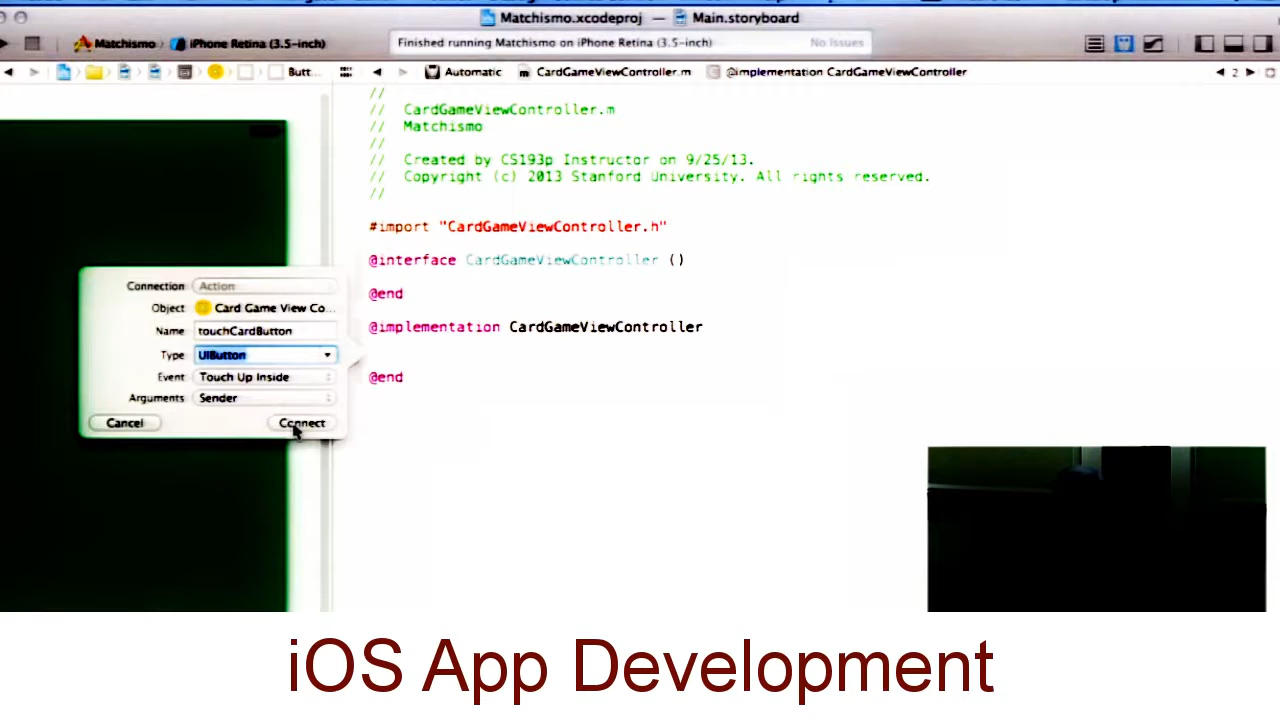 Matchismo.xcodeproj — Main.storyboard
Matchismo iPhone Retina (3.5-inch)
Finished running Matchismo on iPhone Retina (3.5-inch) No Issues
Butt... Automatic CardGameViewController.m @implementation CardGameViewController 2
//
// CardGameViewController.m
// Matchismo
//
// Created by CS193p Instructor on 9/25/13.
// Copyright (c) 2013 Stanford University. All rights reserved.
//
#import "CardGameViewController.h"
@interface CardGameViewController ()
@end
@implementation CardGameViewController
@end
Connection Action
Object Card Game View Co...
Name touchCardButton
Type UIButton
Event Touch Up Inside
Arguments Sender
Cancel Connect
iOS App Development